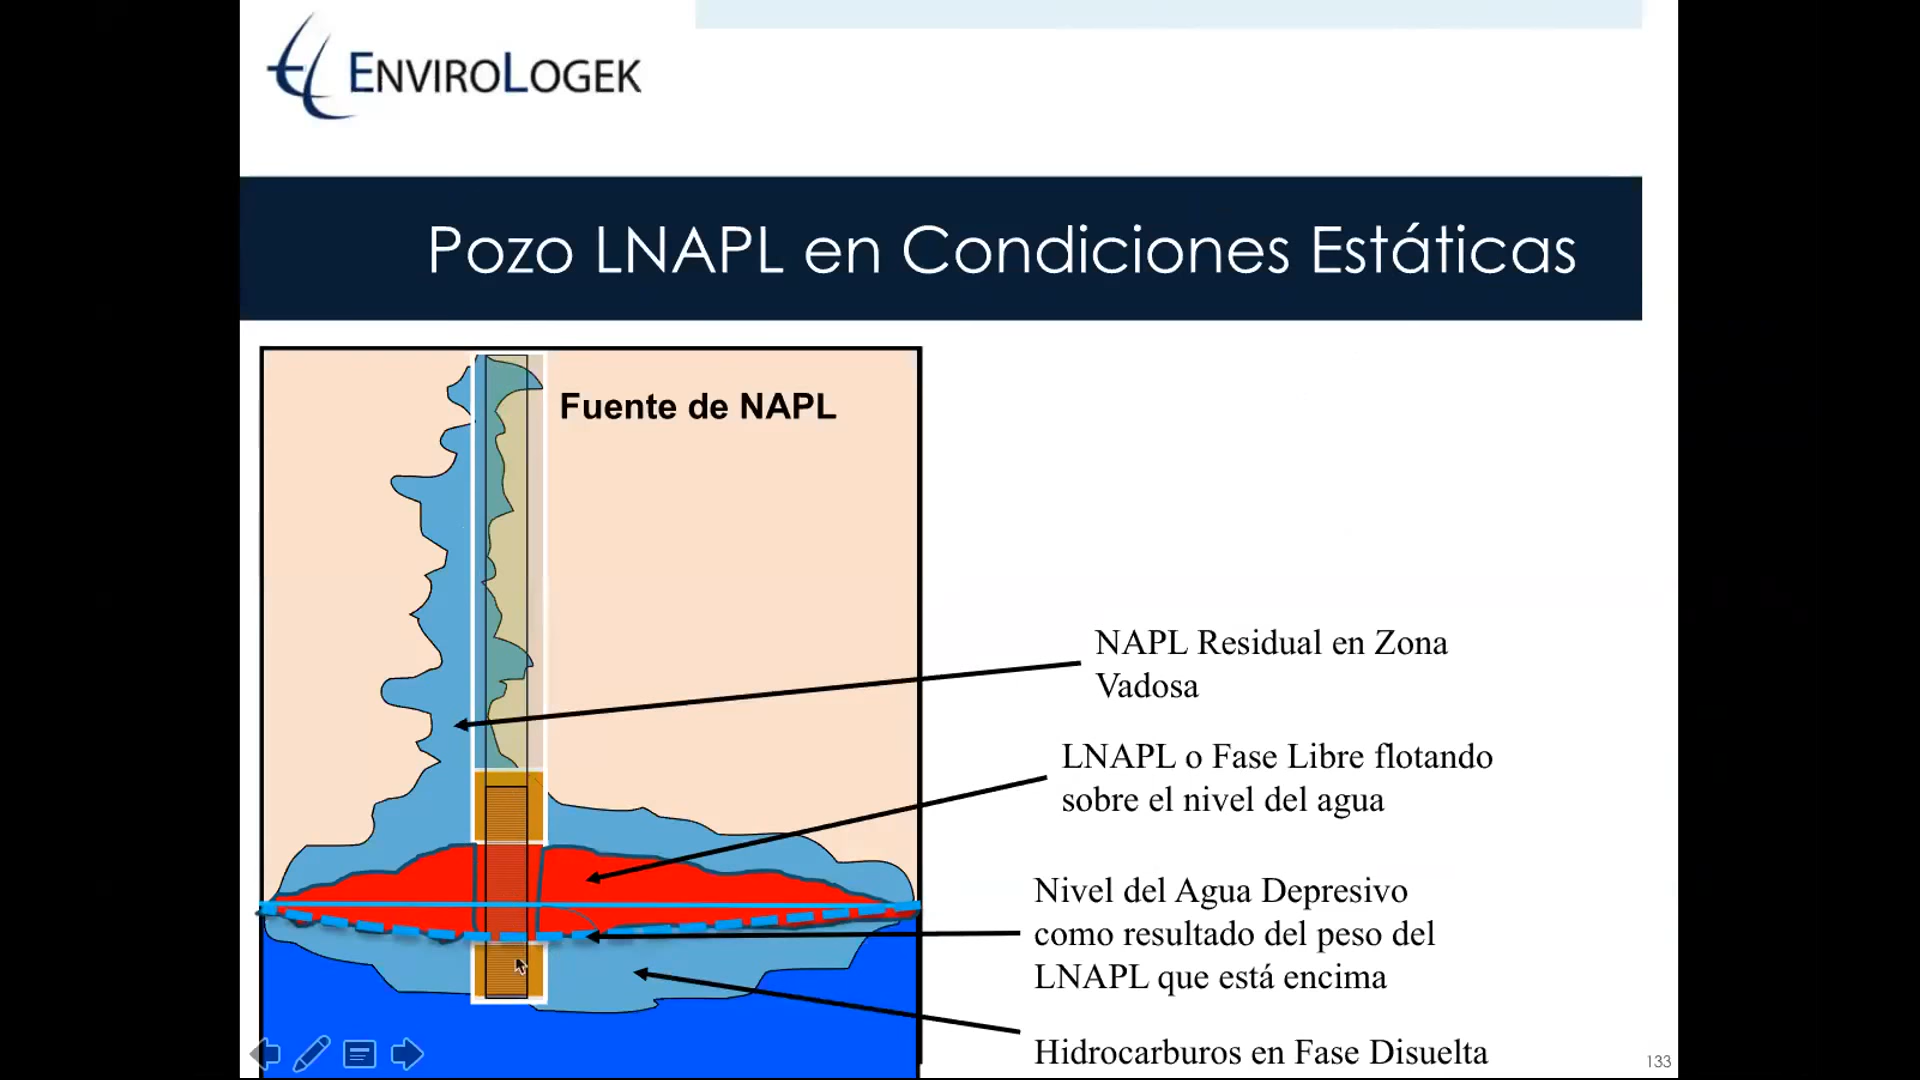 ENVIROLOGEK
Pozo LNAPL en Condiciones Estáticas
Fuente de NAPL
NAPL Residual en Zona
Vadosa
LNAPL o Fase Libre flotando
sobre el nivel del agua
Nivel del Agua Depresivo
como resultado del peso del
LNAPL que está encima
Hidrocarburos en Fase Disuelta
133